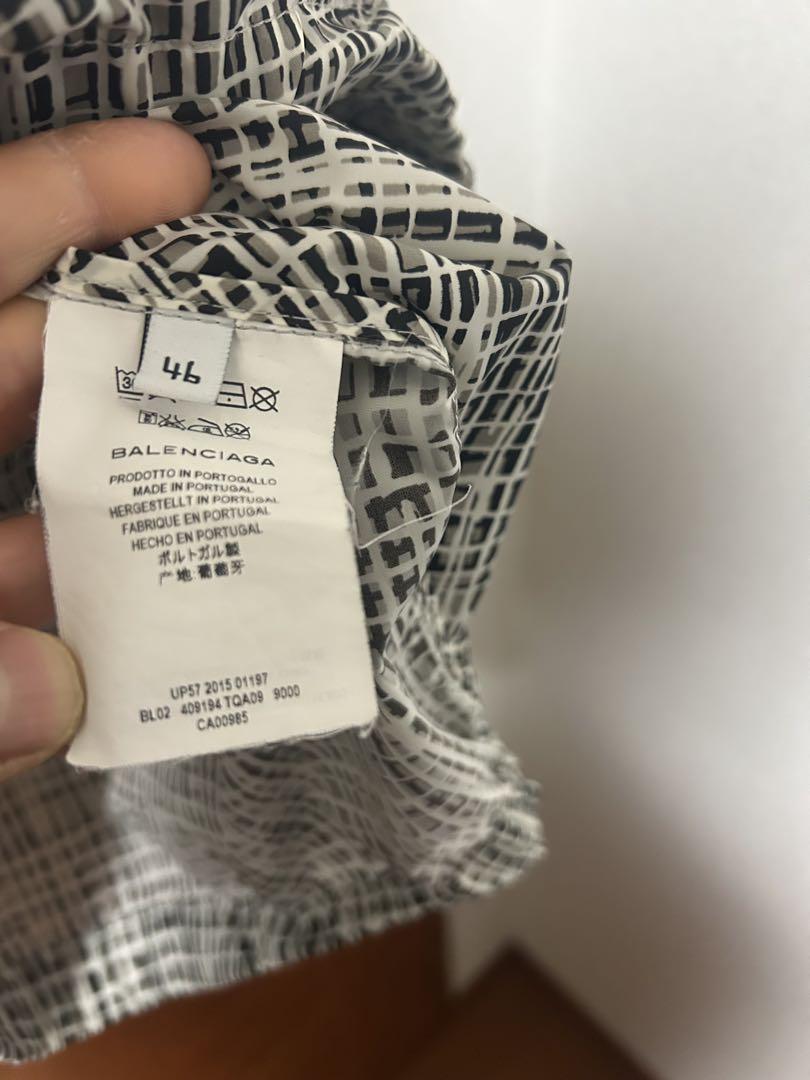 46
BALENCIAGA
PRODOTTO IN PORTOGALLO
MADE IN PORTUGAL
HERGESTELLT IN PORTUGAL
FABRIQUE EN PORTUGAL
HECHO EN PORTUGAL
ポルトガル製
产地:葡萄牙
UP57 2015 01197
BL02 409194 TQA09 9000
CA00985